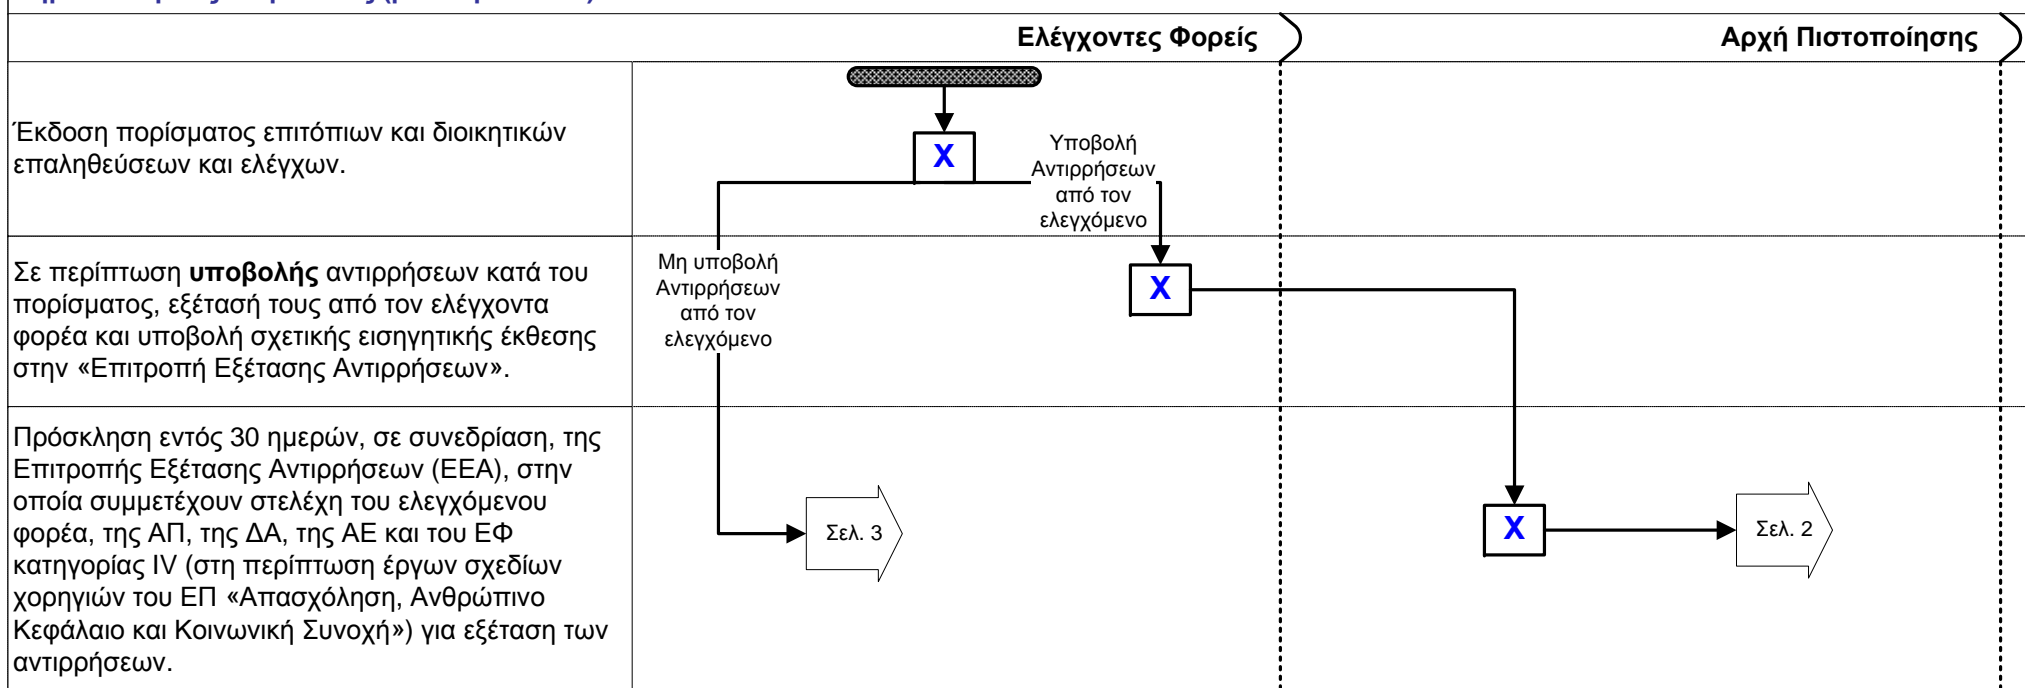 Ελέγχοντες Φορείς
Αρχή Πιστοποίησης
Έκδοση πορίσματος επιτόπιων και διοικητικών
επαληθεύσεων και ελέγχων.
X
Υποβολή
Αντιρρήσεων
από τον
ελεγχόμενο
Σε περίπτωση υποβολής αντιρρήσεων κατά του
πορίσματος, εξέτασή τους από τον ελέγχοντα
φορέα και υποβολή σχετικής εισηγητικής έκθεσης
στην «Επιτροπή Εξέτασης Αντιρρήσεων».
Μη υποβολή
Αντιρρήσεων
από τον
ελεγχόμενο
X
Πρόσκληση εντός 30 ημερών, σε συνεδρίαση, της
Επιτροπής Εξέτασης Αντιρρήσεων (ΕΕΑ), στην
οποία συμμετέχουν στελέχη του ελεγχόμενου
φορέα, της ΑΠ, της ΔΑ, της ΑΕ και του ΕΦ
κατηγορίας IV (στη περίπτωση έργων σχεδίων
χορηγιών του ΕΠ «Απασχόληση, Ανθρώπινο
Κεφάλαιο και Κοινωνική Συνοχή») για εξέταση των
αντιρρήσεων.
Σελ. 3
X
Σελ. 2